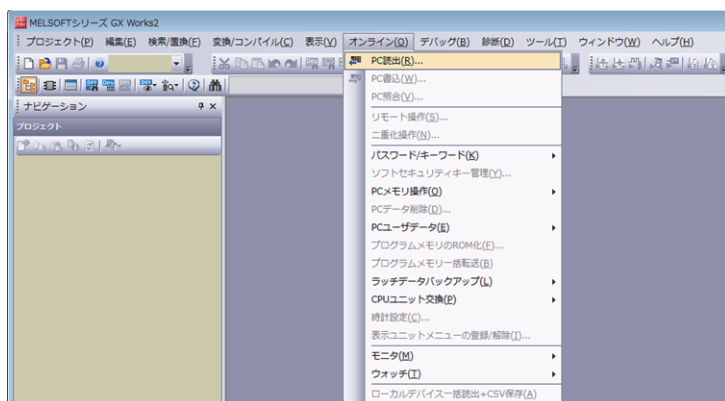 MELSOFTシリーズ GX Works2
プロジェクト(P) 編集(E) 検索/置換(F) 変換/コンパイル(C) 表示(V) オンライン(O) デバッグ(B) 診断(D) ツール(T) ウィンドウ(W) ヘルプ(H)
PC読出(R)...
PC書込(W)...
PC照合(V)...
ナビゲーション
プロジェクト
リモート操作(S)...
二重化操作(N)...
パスワード/キーワード(K)
ソフトセキュリティキー管理(Y)...
PCメモリ操作(O)
PCデータ削除(D)...
PCユーザデータ(E)
プログラムメモリのROM化(F)...
プログラムメモリ一括転送(B)
ラッチデータバックアップ(L)
CPUユニット交換(P)
時計設定(C)...
表示ユニットメニューの登録/解除(I)...
モニタ(M)
ウォッチ(T)
ローカルデバイス一括読出+CSV保存(A)